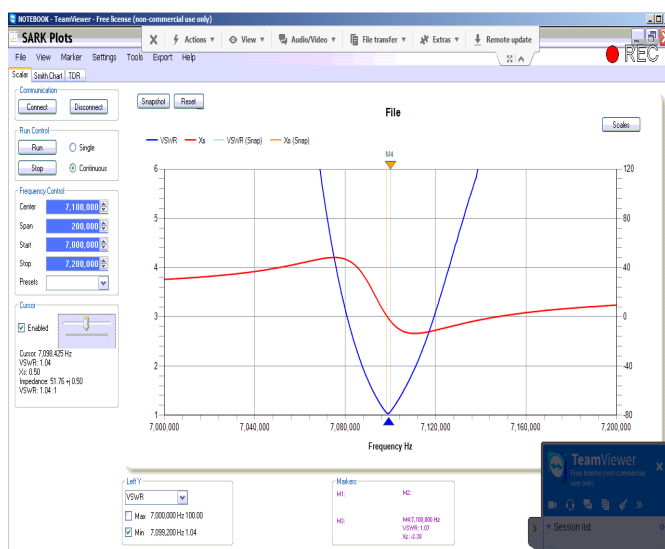 NOTEBOOK - TeamViewer - Free license (non-commercial use only)
SARK Plots
Actions View Audio/Video File transfer Extras Remote update
REC
File View Marker Settings Tools Export Help
Scalar Smith Chart TDR
Communication
Connect Disconnect
Run Control
Run Single
Stop Continuous
Frequency Control
Center 7,100,000
Span 200,000
Start 7,000,000
Stop 7,200,000
Presets
Cursor
Enabled
Cursor: 7,098,425 Hz
VSWR: 1.04
Xs: 0.50
Impedance: 51.76 +j 0.50
VSWR: 1.04 :1
Snapshot Reset
File
Scales
VSWR Xs VSWR (Snap) Xs (Snap)
M4
6 120
5 80
4 40
3 0
2 -40
1 -80
7,000,000 7,040,000 7,080,000 7,120,000 7,160,000 7,200,000
Frequency Hz
Left Y
VSWR
Max 7,000,000 Hz 100.00
Min 7,099,200 Hz 1.04
Markers
M1: M2:
M3: M4:7,100,000 Hz
VSWR: 1.07
Xs: -3.38
TeamViewer
Free license (non-commercial
use only)
Session list